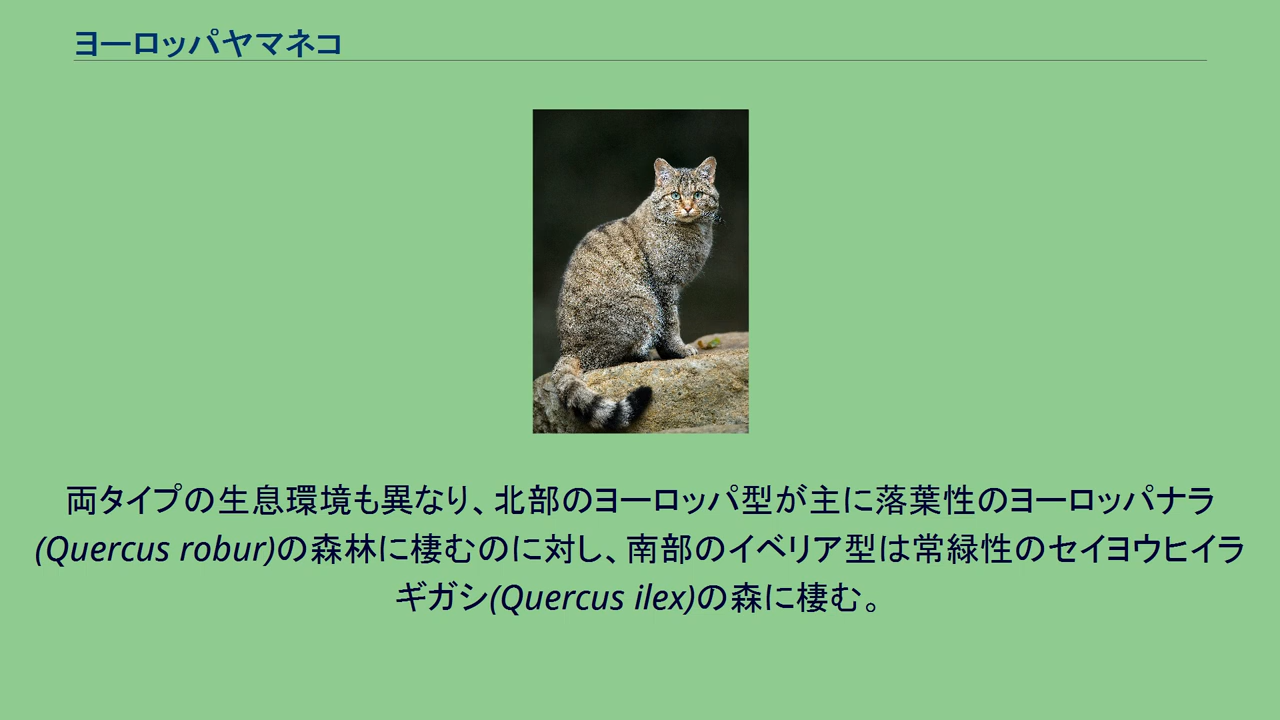 ヨーロッパヤマネコ
両タイプの生息環境も異なり、北部のヨーロッパ型が主に落葉性のヨーロッパナラ
(Quercus robur)の森林に棲むのに対し、南部のイベリア型は常緑性のセイヨウヒイラ
ギガシ(Quercus ilex)の森に棲む。